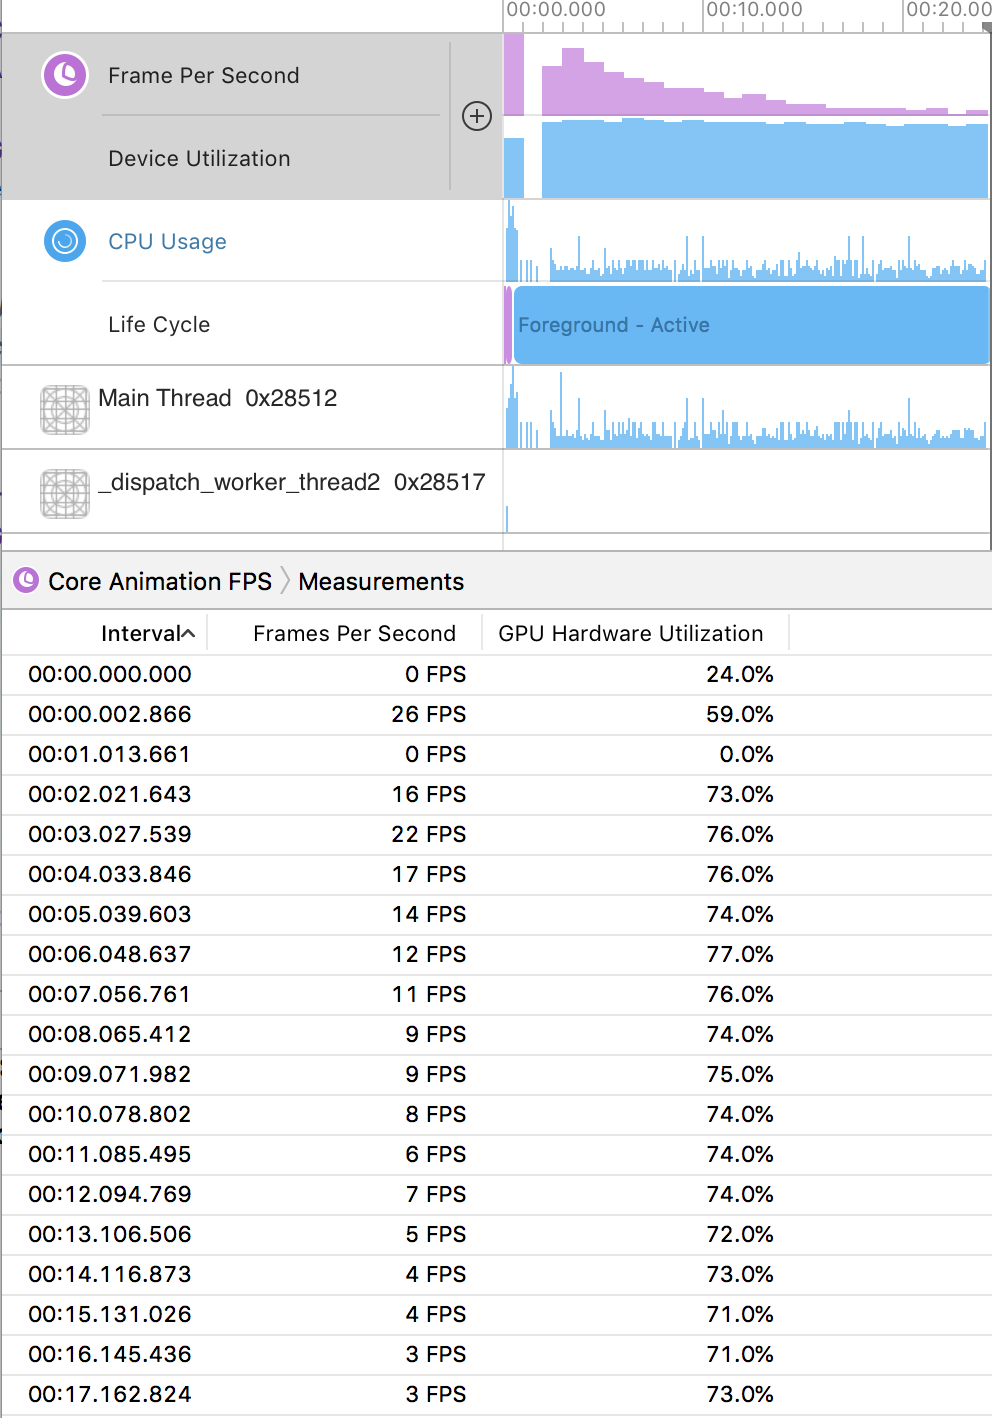 00:00.000 00:10.000 00:20.00
Frame Per Second
Device Utilization
CPU Usage
Life Cycle
Foreground - Active
Main Thread 0x28512
_dispatch_worker_thread2 0x28517
Core Animation FPS Measurements
Interval Frames Per Second GPU Hardware Utilization
00:00.000.000 0 FPS 24.0%
00:00.002.866 26 FPS 59.0%
00:01.013.661 0 FPS 0.0%
00:02.021.643 16 FPS 73.0%
00:03.027.539 22 FPS 76.0%
00:04.033.846 17 FPS 76.0%
00:05.039.603 14 FPS 74.0%
00:06.048.637 12 FPS 77.0%
00:07.056.761 11 FPS 76.0%
00:08.065.412 9 FPS 74.0%
00:09.071.982 9 FPS 75.0%
00:10.078.802 8 FPS 74.0%
00:11.085.495 6 FPS 74.0%
00:12.094.769 7 FPS 74.0%
00:13.106.506 5 FPS 72.0%
00:14.116.873 4 FPS 73.0%
00:15.131.026 4 FPS 71.0%
00:16.145.436 3 FPS 71.0%
00:17.162.824 3 FPS 73.0%